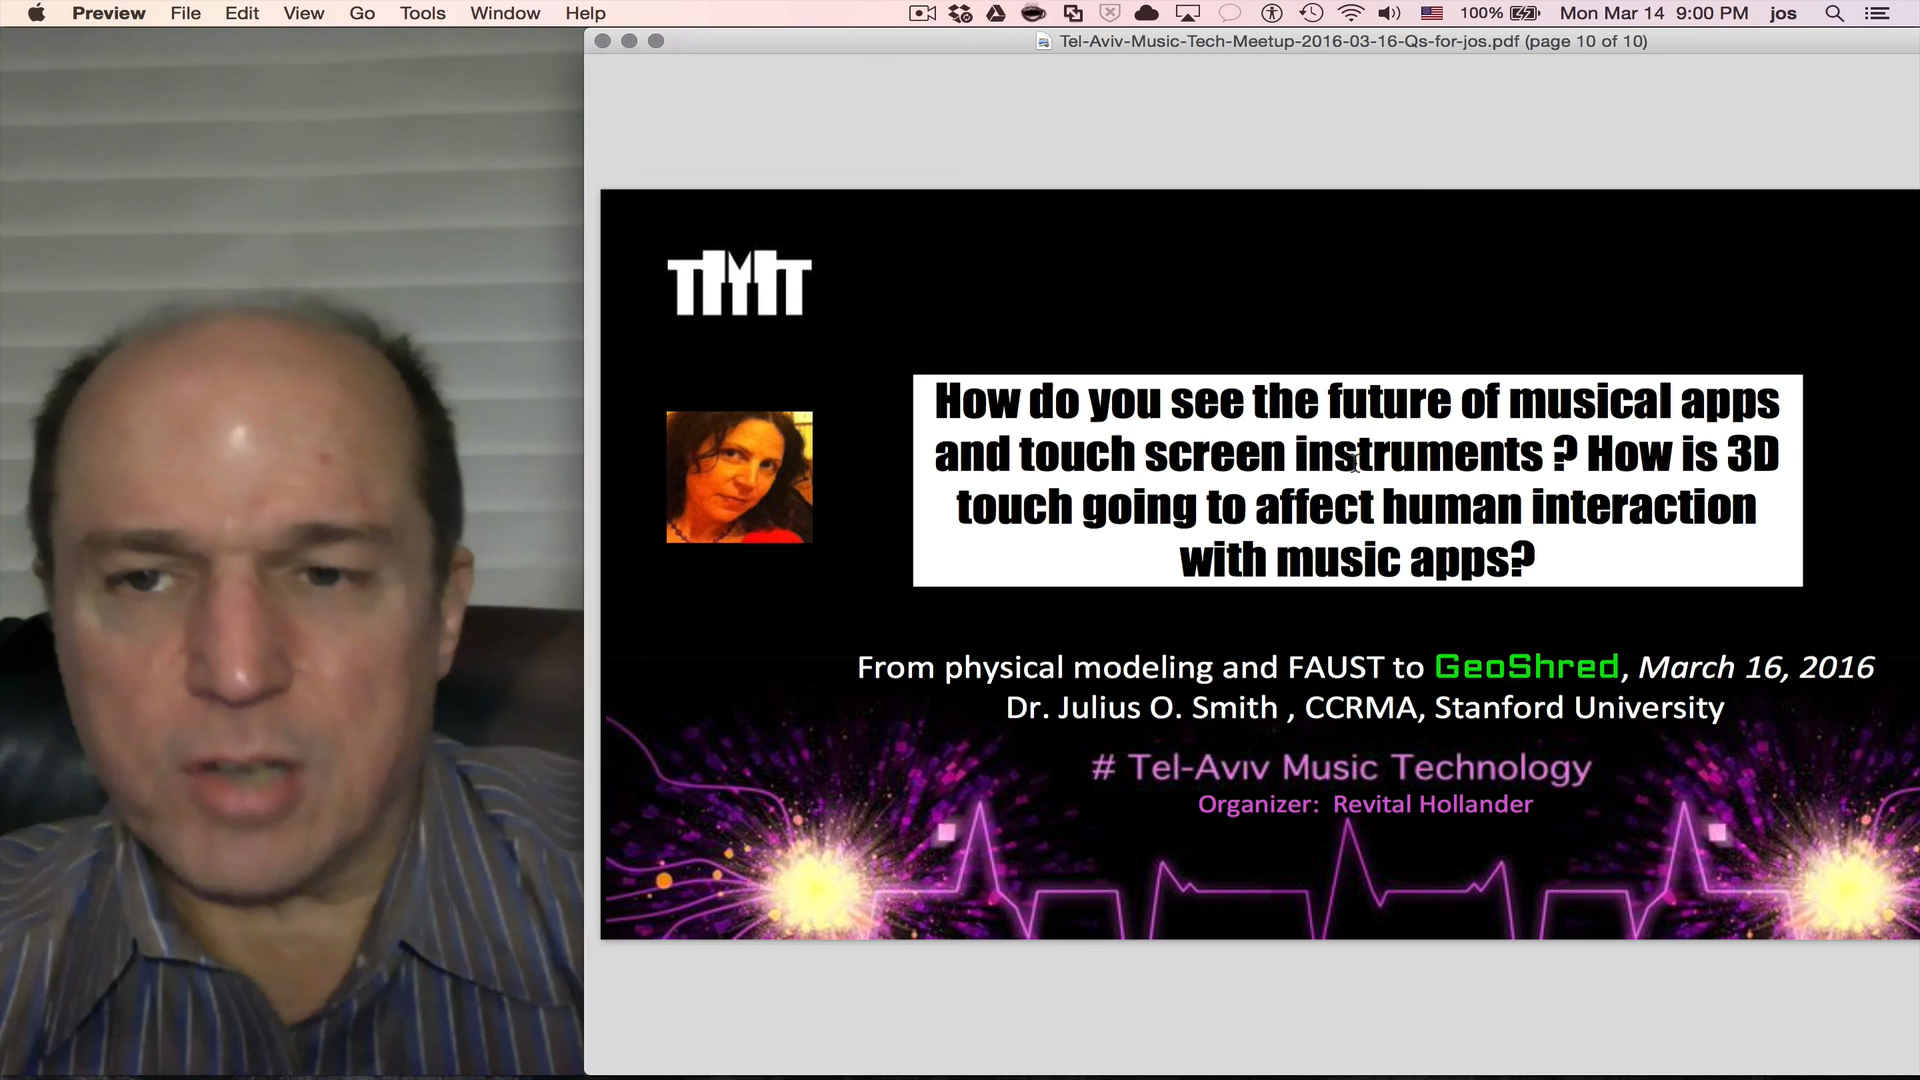 Preview File Edit View Go Tools Window Help 100% Mon Mar 14 9:00 PM jos
Tel-Aviv-Music-Tech-Meetup-2016-03-16-Qs-for-jos.pdf (page 10 of 10)
TMT
How do you see the future of musical apps
and touch screen instruments ? How is 3D
touch going to affect human interaction
with music apps?
From physical modeling and FAUST to GeoShred, March 16, 2016
Dr. Julius O. Smith , CCRMA, Stanford University
# Tel-Aviv Music Technology
Organizer: Revital Hollander